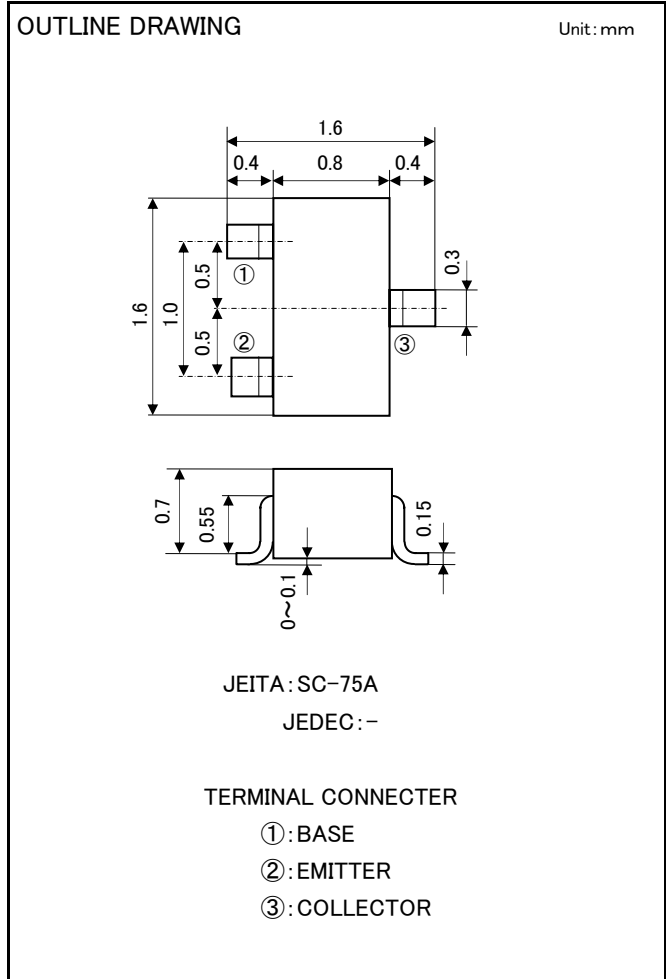 OUTLINE DRAWING
Unit:mm
1.6
0.4 0.8 0.4
①
②
③
0.5
0.5
1.0
1.6
0.3
0.7
0.55
0~0.1
0.15
JEITA:SC-75A
JEDEC:-
TERMINAL CONNECTER
①:BASE
②:EMITTER
③:COLLECTOR